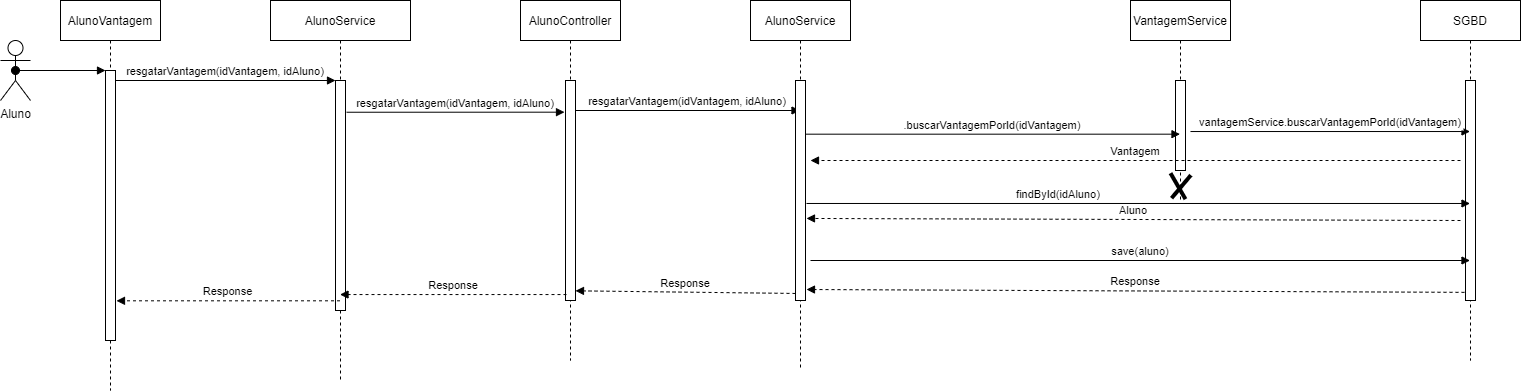 AlunoVantagem
AlunoService
AlunoController
AlunoService
VantagemService
SGBD
Aluno
resgatarVantagem(idVantagem, idAluno)
resgatarVantagem(idVantagem, idAluno)
resgatarVantagem(idVantagem, idAluno)
.buscarVantagemPorId(idVantagem)
vantagemService.buscarVantagemPorId(idVantagem)
Vantagem
findById(idAluno)
Aluno
save(aluno)
Response
Response
Response
Response